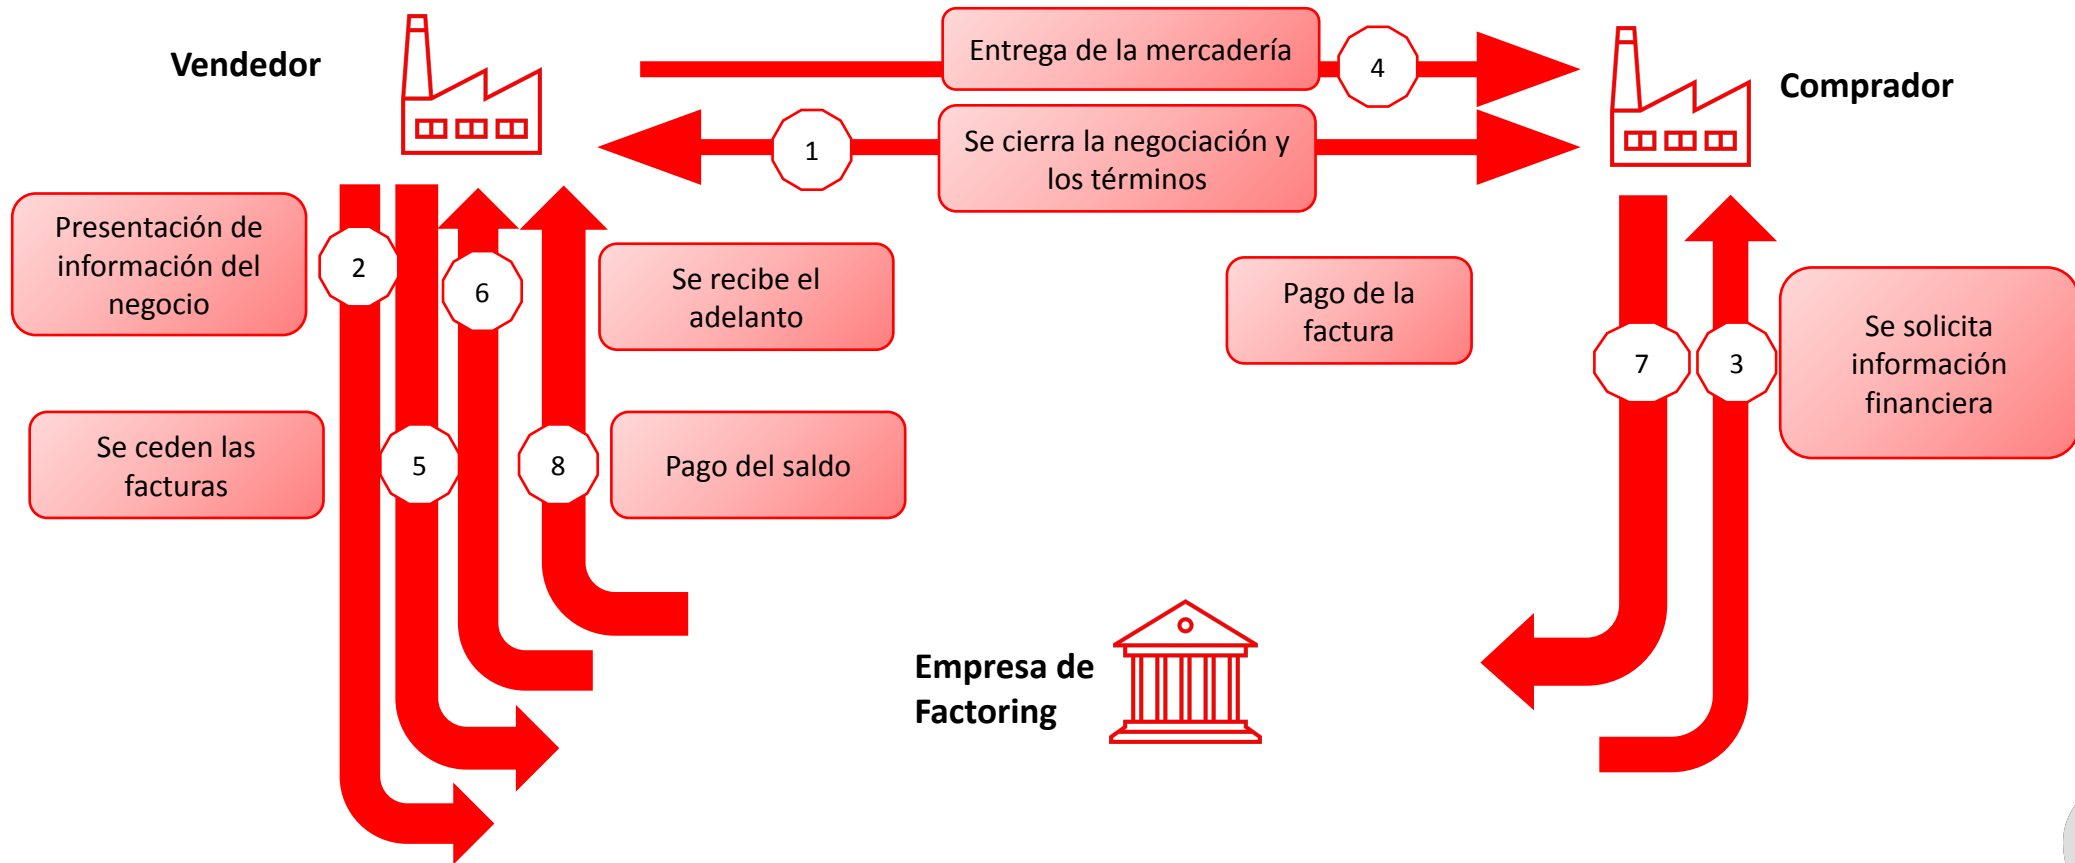 Vendedor
Entrega de la mercadería
4
Comprador
1
Se cierra la negociación y
los términos
Presentación de
información del
negocio
2
6
Se recibe el
adelanto
Pago de la
factura
7
3
Se solicita
información
financiera
Se ceden las
facturas
5
8
Pago del saldo
Empresa de
Factoring